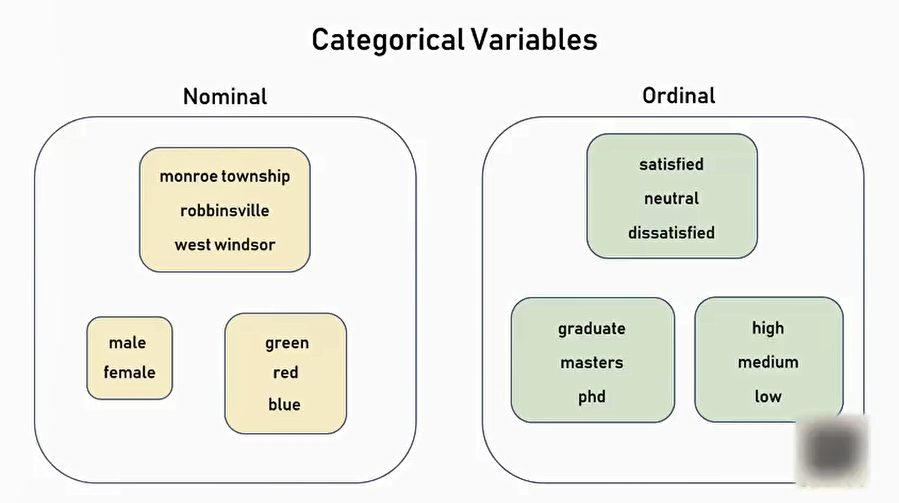 Categorical Variables
Nominal
monroe township
robbinsville
west windsor
male
female
green
red
blue
Ordinal
satisfied
neutral
dissatisfied
graduate
masters
phd
high
medium
low